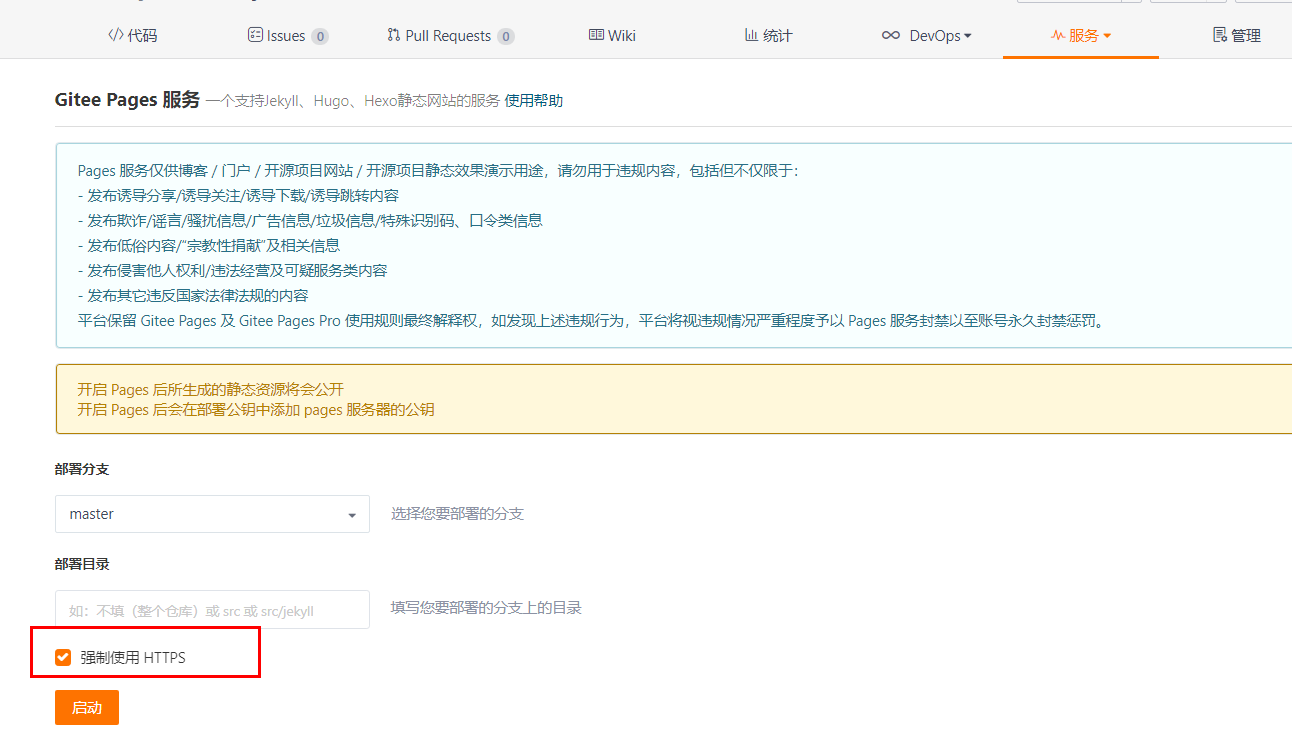 代码 Issues 0 Pull Requests 0 Wiki 统计 DevOps 服务 管理
Gitee Pages 服务 一个支持Jekyll、Hugo、Hexo静态网站的服务 使用帮助
Pages 服务仅供博客 / 门户 / 开源项目网站 / 开源项目静态效果演示用途，请勿用于违规内容，包括但不仅限于：
- 发布诱导分享/诱导关注/诱导下载/诱导跳转内容
- 发布欺诈/谣言/骚扰信息/广告信息/垃圾信息/特殊识别码、口令类信息
- 发布低俗内容/“宗教性捐献”及相关信息
- 发布侵害他人权利/违法经营及可疑服务类内容
- 发布其它违反国家法律法规的内容
平台保留 Gitee Pages 及 Gitee Pages Pro 使用规则最终解释权，如发现上述违规行为，平台将视违规情况严重程度予以 Pages 服务封禁以至账号永久封禁惩罚。
开启 Pages 后所生成的静态资源将会公开
开启 Pages 后会在部署公钥中添加 pages 服务器的公钥
部署分支
master 选择您要部署的分支
部署目录
如：不填（整个仓库）或 src 或 src/jekyll 填写您要部署的分支上的目录
强制使用 HTTPS
启动